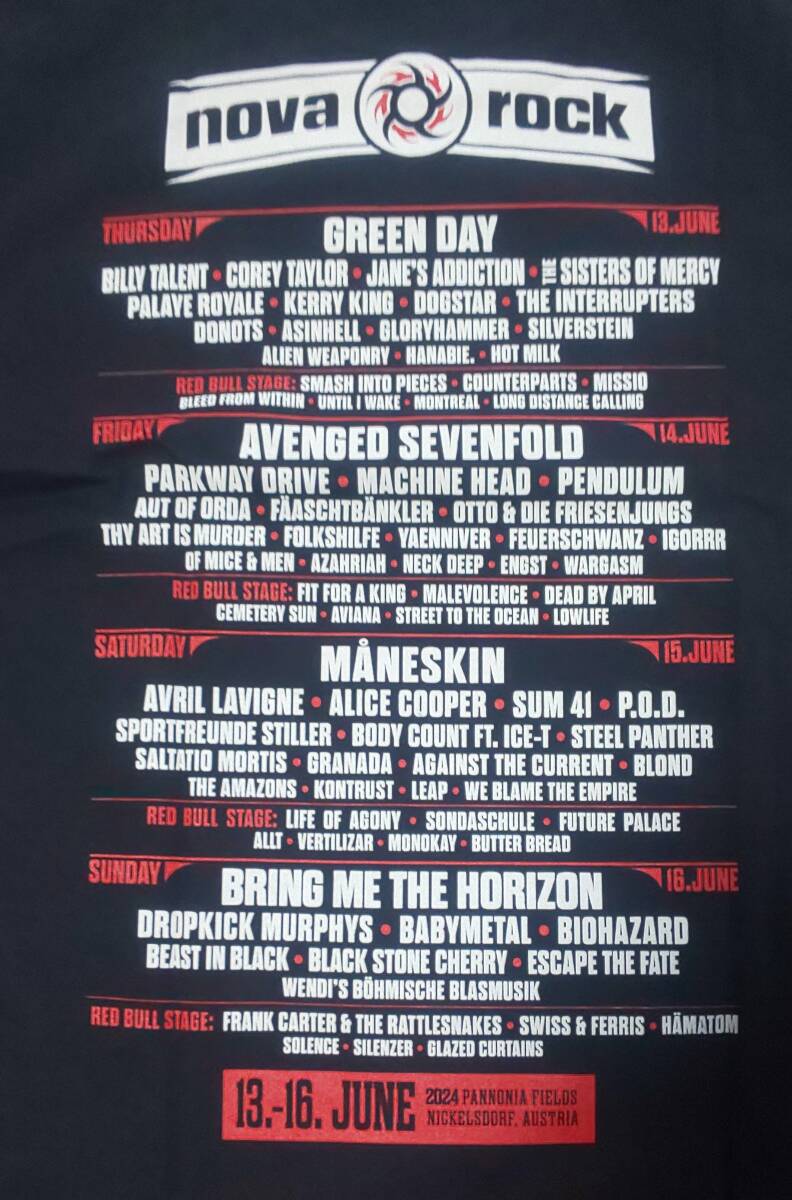 nova rock
THURSDAY GREEN DAY 13.JUNE
BILLY TALENT • COREY TAYLOR • JANE'S ADDICTION • THE SISTERS OF MERCY
PALAYE ROYALE • KERRY KING • DOGSTAR • THE INTERRUPTERS
DONOTS • ASINHELL • GLORYHAMMER • SILVERSTEIN
ALIEN WEAPONRY • HANABIE. • HOT MILK
RED BULL STAGE: SMASH INTO PIECES • COUNTERPARTS • MISSIO
BLEED FROM WITHIN • UNTIL I WAKE • MONTREAL • LONG DISTANCE CALLING
FRIDAY AVENGED SEVENFOLD 14.JUNE
PARKWAY DRIVE • MACHINE HEAD • PENDULUM
AUT OF ORDA • FÄASCHTBÄNKLER • OTTO & DIE FRIESENJUNGS
THY ART IS MURDER • FOLKSHILFE • YAENNIVER • FEUERSCHWANZ • IGORRR
OF MICE & MEN • AZAHRIAH • NECK DEEP • ENGST • WARGASM
RED BULL STAGE: FIT FOR A KING • MALEVOLENCE • DEAD BY APRIL
CEMETERY SUN • AVIANA • STREET TO THE OCEAN • LOWLIFE
SATURDAY MÅNESKIN 15.JUNE
AVRIL LAVIGNE • ALICE COOPER • SUM 41 • P.O.D.
SPORTFREUNDE STILLER • BODY COUNT FT. ICE-T • STEEL PANTHER
SALTATIO MORTIS • GRANADA • AGAINST THE CURRENT • BLOND
THE AMAZONS • KONTRUST • LEAP • WE BLAME THE EMPIRE
RED BULL STAGE: LIFE OF AGONY • SONDASCHULE • FUTURE PALACE
ALLT • VERTILIZAR • MONOKAY • BUTTER BREAD
SUNDAY BRING ME THE HORIZON 16.JUNE
DROPKICK MURPHYS • BABYMETAL • BIOHAZARD
BEAST IN BLACK • BLACK STONE CHERRY • ESCAPE THE FATE
WENDI'S BÖHMISCHE BLASMUSIK
RED BULL STAGE: FRANK CARTER & THE RATTLESNAKES • SWISS & FERRIS • HÄMATOM
SOLENCE • SILENZER • GLAZED CURTAINS
13.-16. JUNE 2024 PANNONIA FIELDS
NICKELSDORF, AUSTRIA